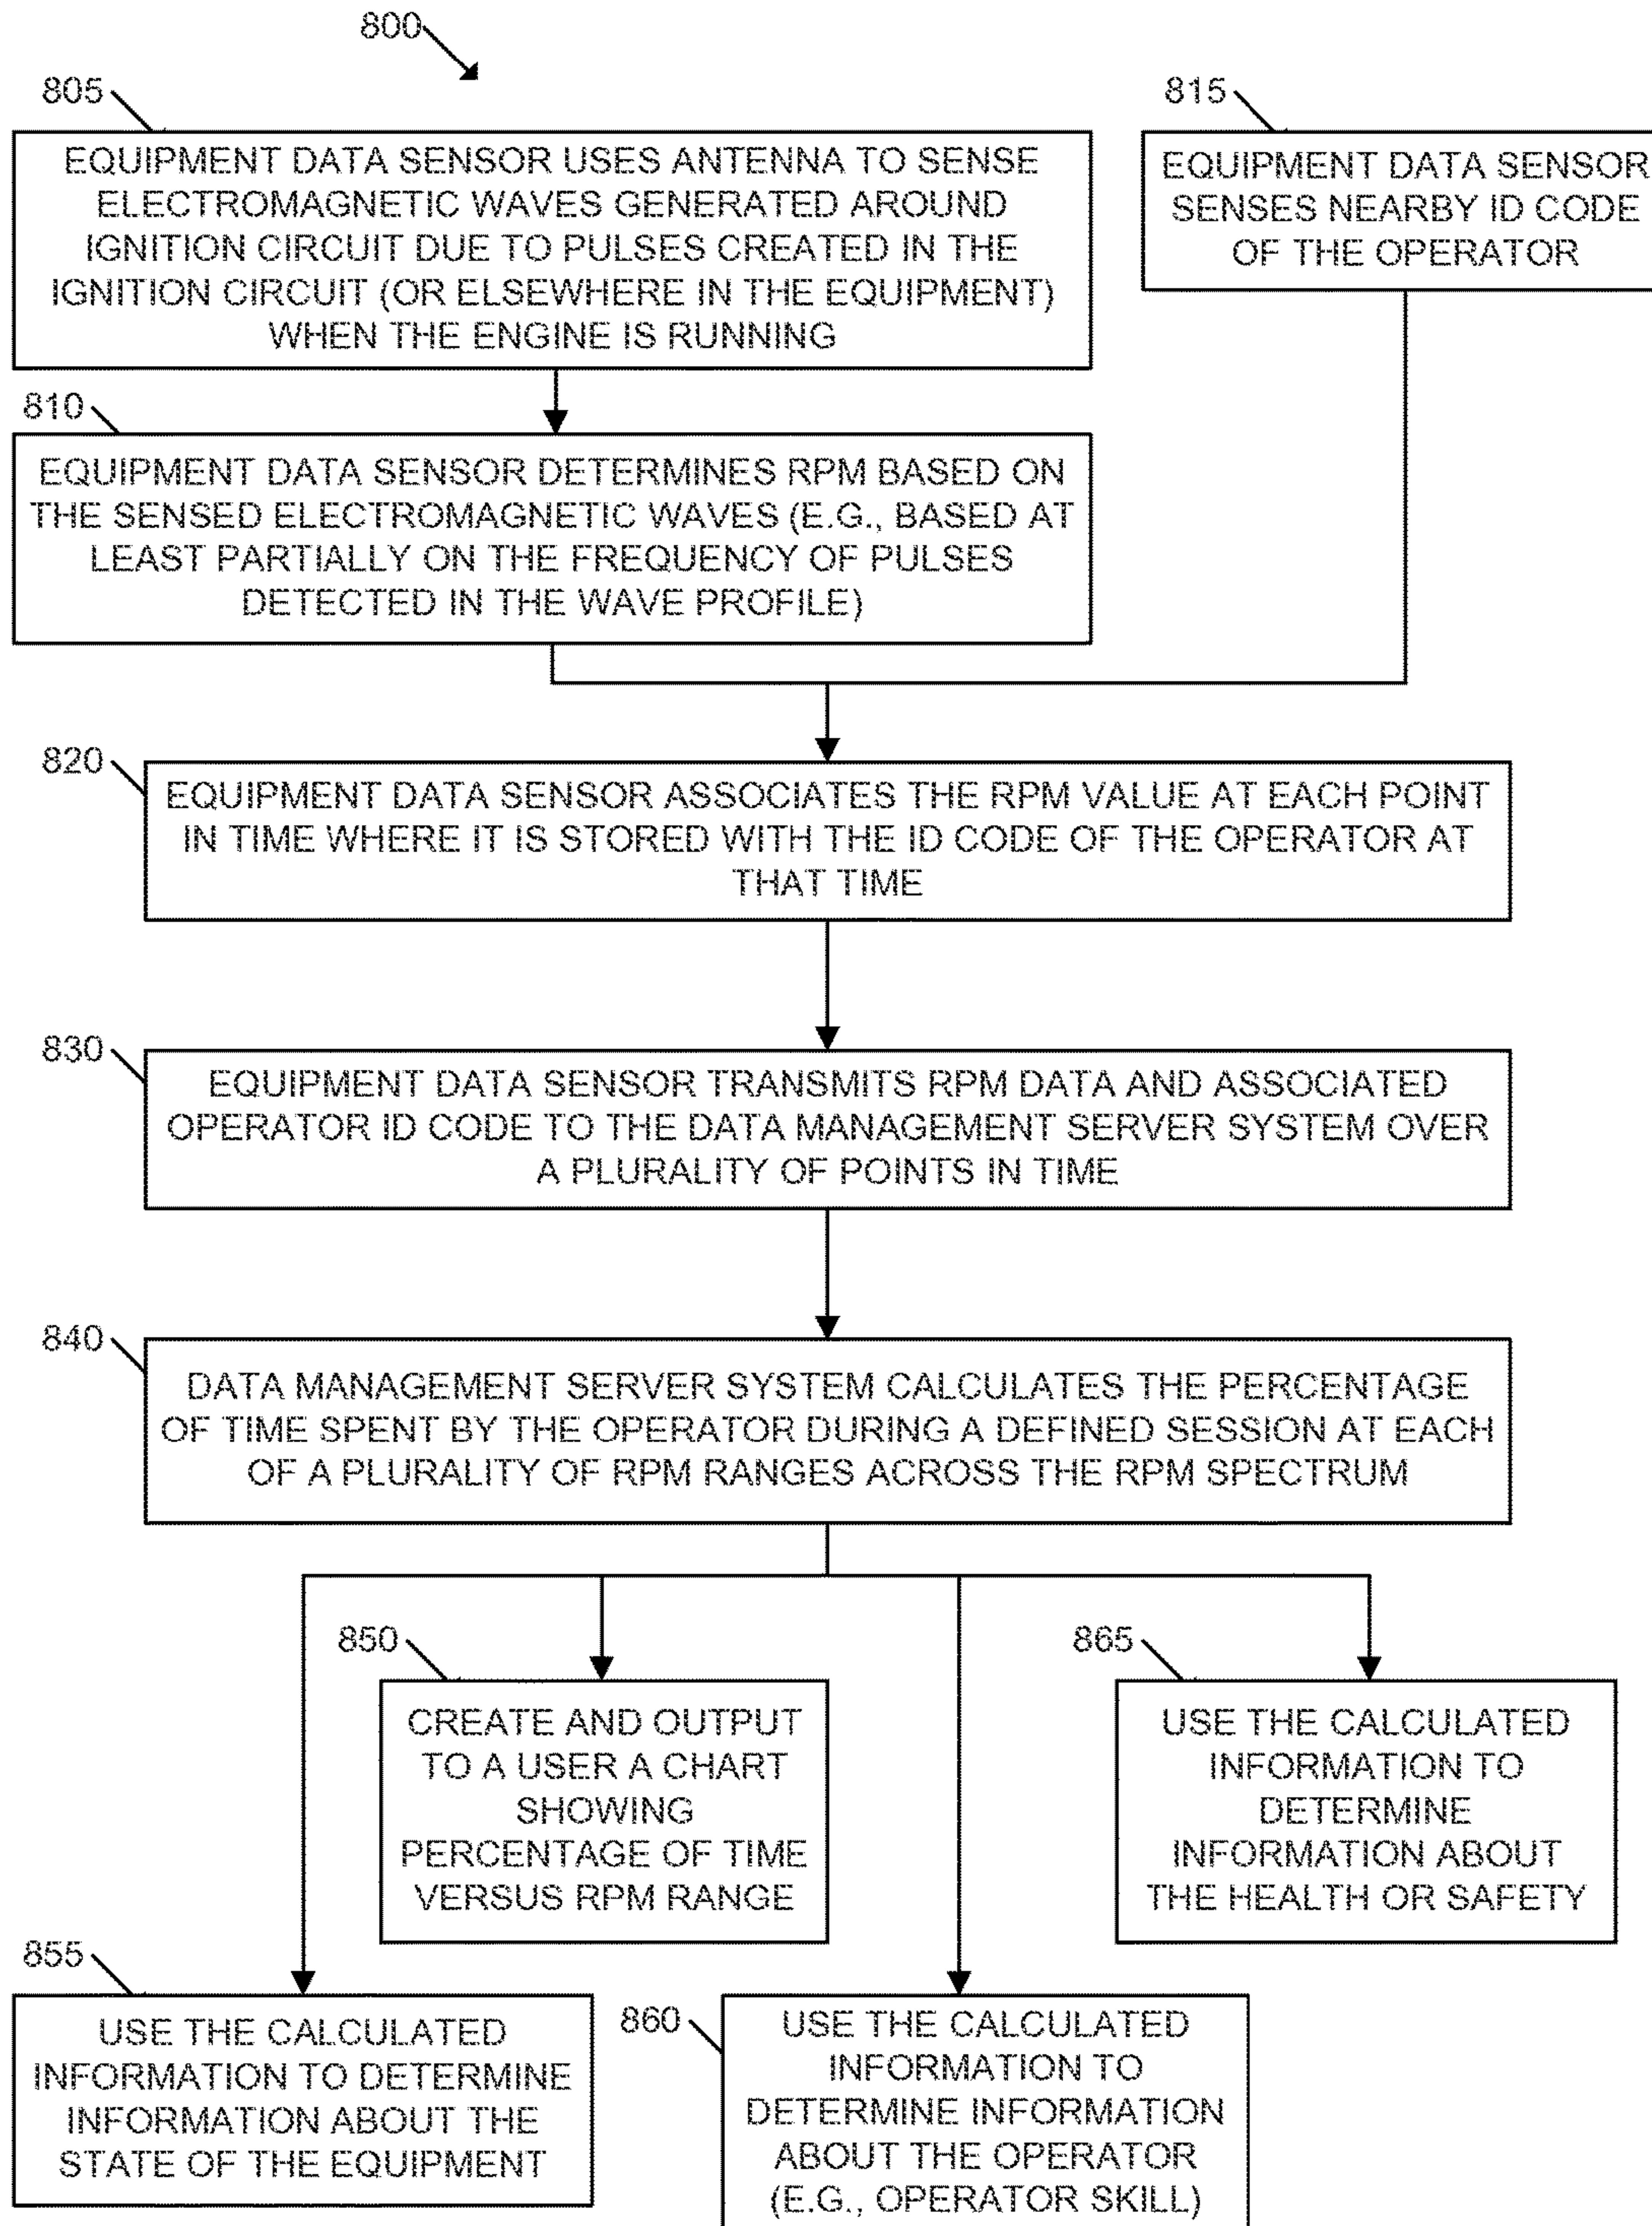 800
805
EQUIPMENT DATA SENSOR USES ANTENNA TO SENSE
ELECTROMAGNETIC WAVES GENERATED AROUND
IGNITION CIRCUIT DUE TO PULSES CREATED IN THE
IGNITION CIRCUIT (OR ELSEWHERE IN THE EQUIPMENT)
WHEN THE ENGINE IS RUNNING
815
EQUIPMENT DATA SENSOR
SENSES NEARBY ID CODE
OF THE OPERATOR
810
EQUIPMENT DATA SENSOR DETERMINES RPM BASED ON
THE SENSED ELECTROMAGNETIC WAVES (E.G., BASED AT
LEAST PARTIALLY ON THE FREQUENCY OF PULSES
DETECTED IN THE WAVE PROFILE)
820
EQUIPMENT DATA SENSOR ASSOCIATES THE RPM VALUE AT EACH POINT
IN TIME WHERE IT IS STORED WITH THE ID CODE OF THE OPERATOR AT
THAT TIME
830
EQUIPMENT DATA SENSOR TRANSMITS RPM DATA AND ASSOCIATED
OPERATOR ID CODE TO THE DATA MANAGEMENT SERVER SYSTEM OVER
A PLURALITY OF POINTS IN TIME
840
DATA MANAGEMENT SERVER SYSTEM CALCULATES THE PERCENTAGE
OF TIME SPENT BY THE OPERATOR DURING A DEFINED SESSION AT EACH
OF A PLURALITY OF RPM RANGES ACROSS THE RPM SPECTRUM
850
CREATE AND OUTPUT
TO A USER A CHART
SHOWING
PERCENTAGE OF TIME
VERSUS RPM RANGE
865
USE THE CALCULATED
INFORMATION TO
DETERMINE
INFORMATION ABOUT
THE HEALTH OR SAFETY
855
USE THE CALCULATED
INFORMATION TO DETERMINE
INFORMATION ABOUT THE
STATE OF THE EQUIPMENT
860
USE THE CALCULATED
INFORMATION TO
DETERMINE INFORMATION
ABOUT THE OPERATOR
(E.G., OPERATOR SKILL)